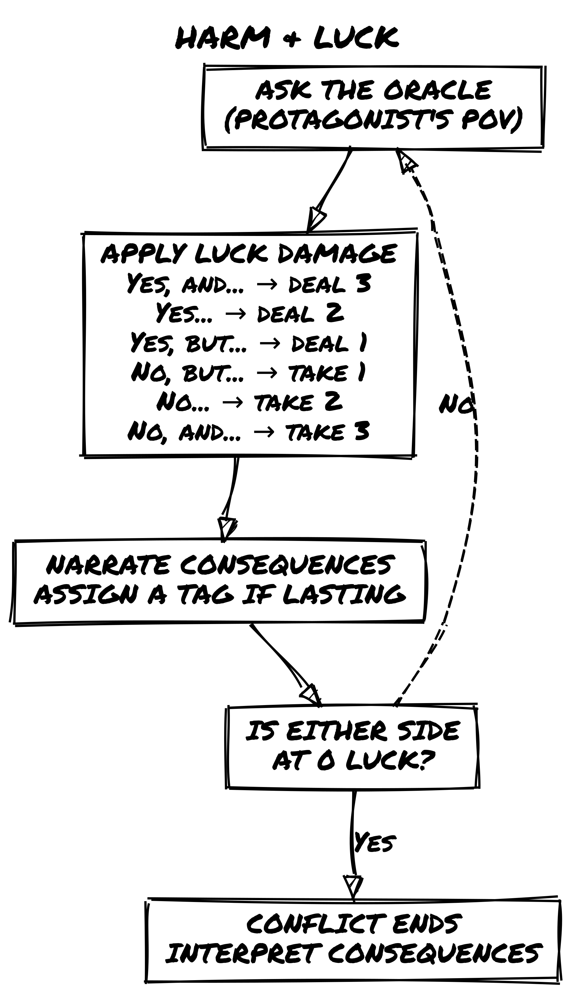 HARM & LUCK
ASK THE ORACLE
(PROTAGONIST'S POV)
APPLY LUCK DAMAGE
YES, AND... → DEAL 3
YES... → DEAL 2
YES, BUT... → DEAL 1
NO, BUT... → TAKE 1
NO... → TAKE 2
NO, AND... → TAKE 3
NO
NARRATE CONSEQUENCES
ASSIGN A TAG IF LASTING
IS EITHER SIDE
AT 0 LUCK?
YES
CONFLICT ENDS
INTERPRET CONSEQUENCES